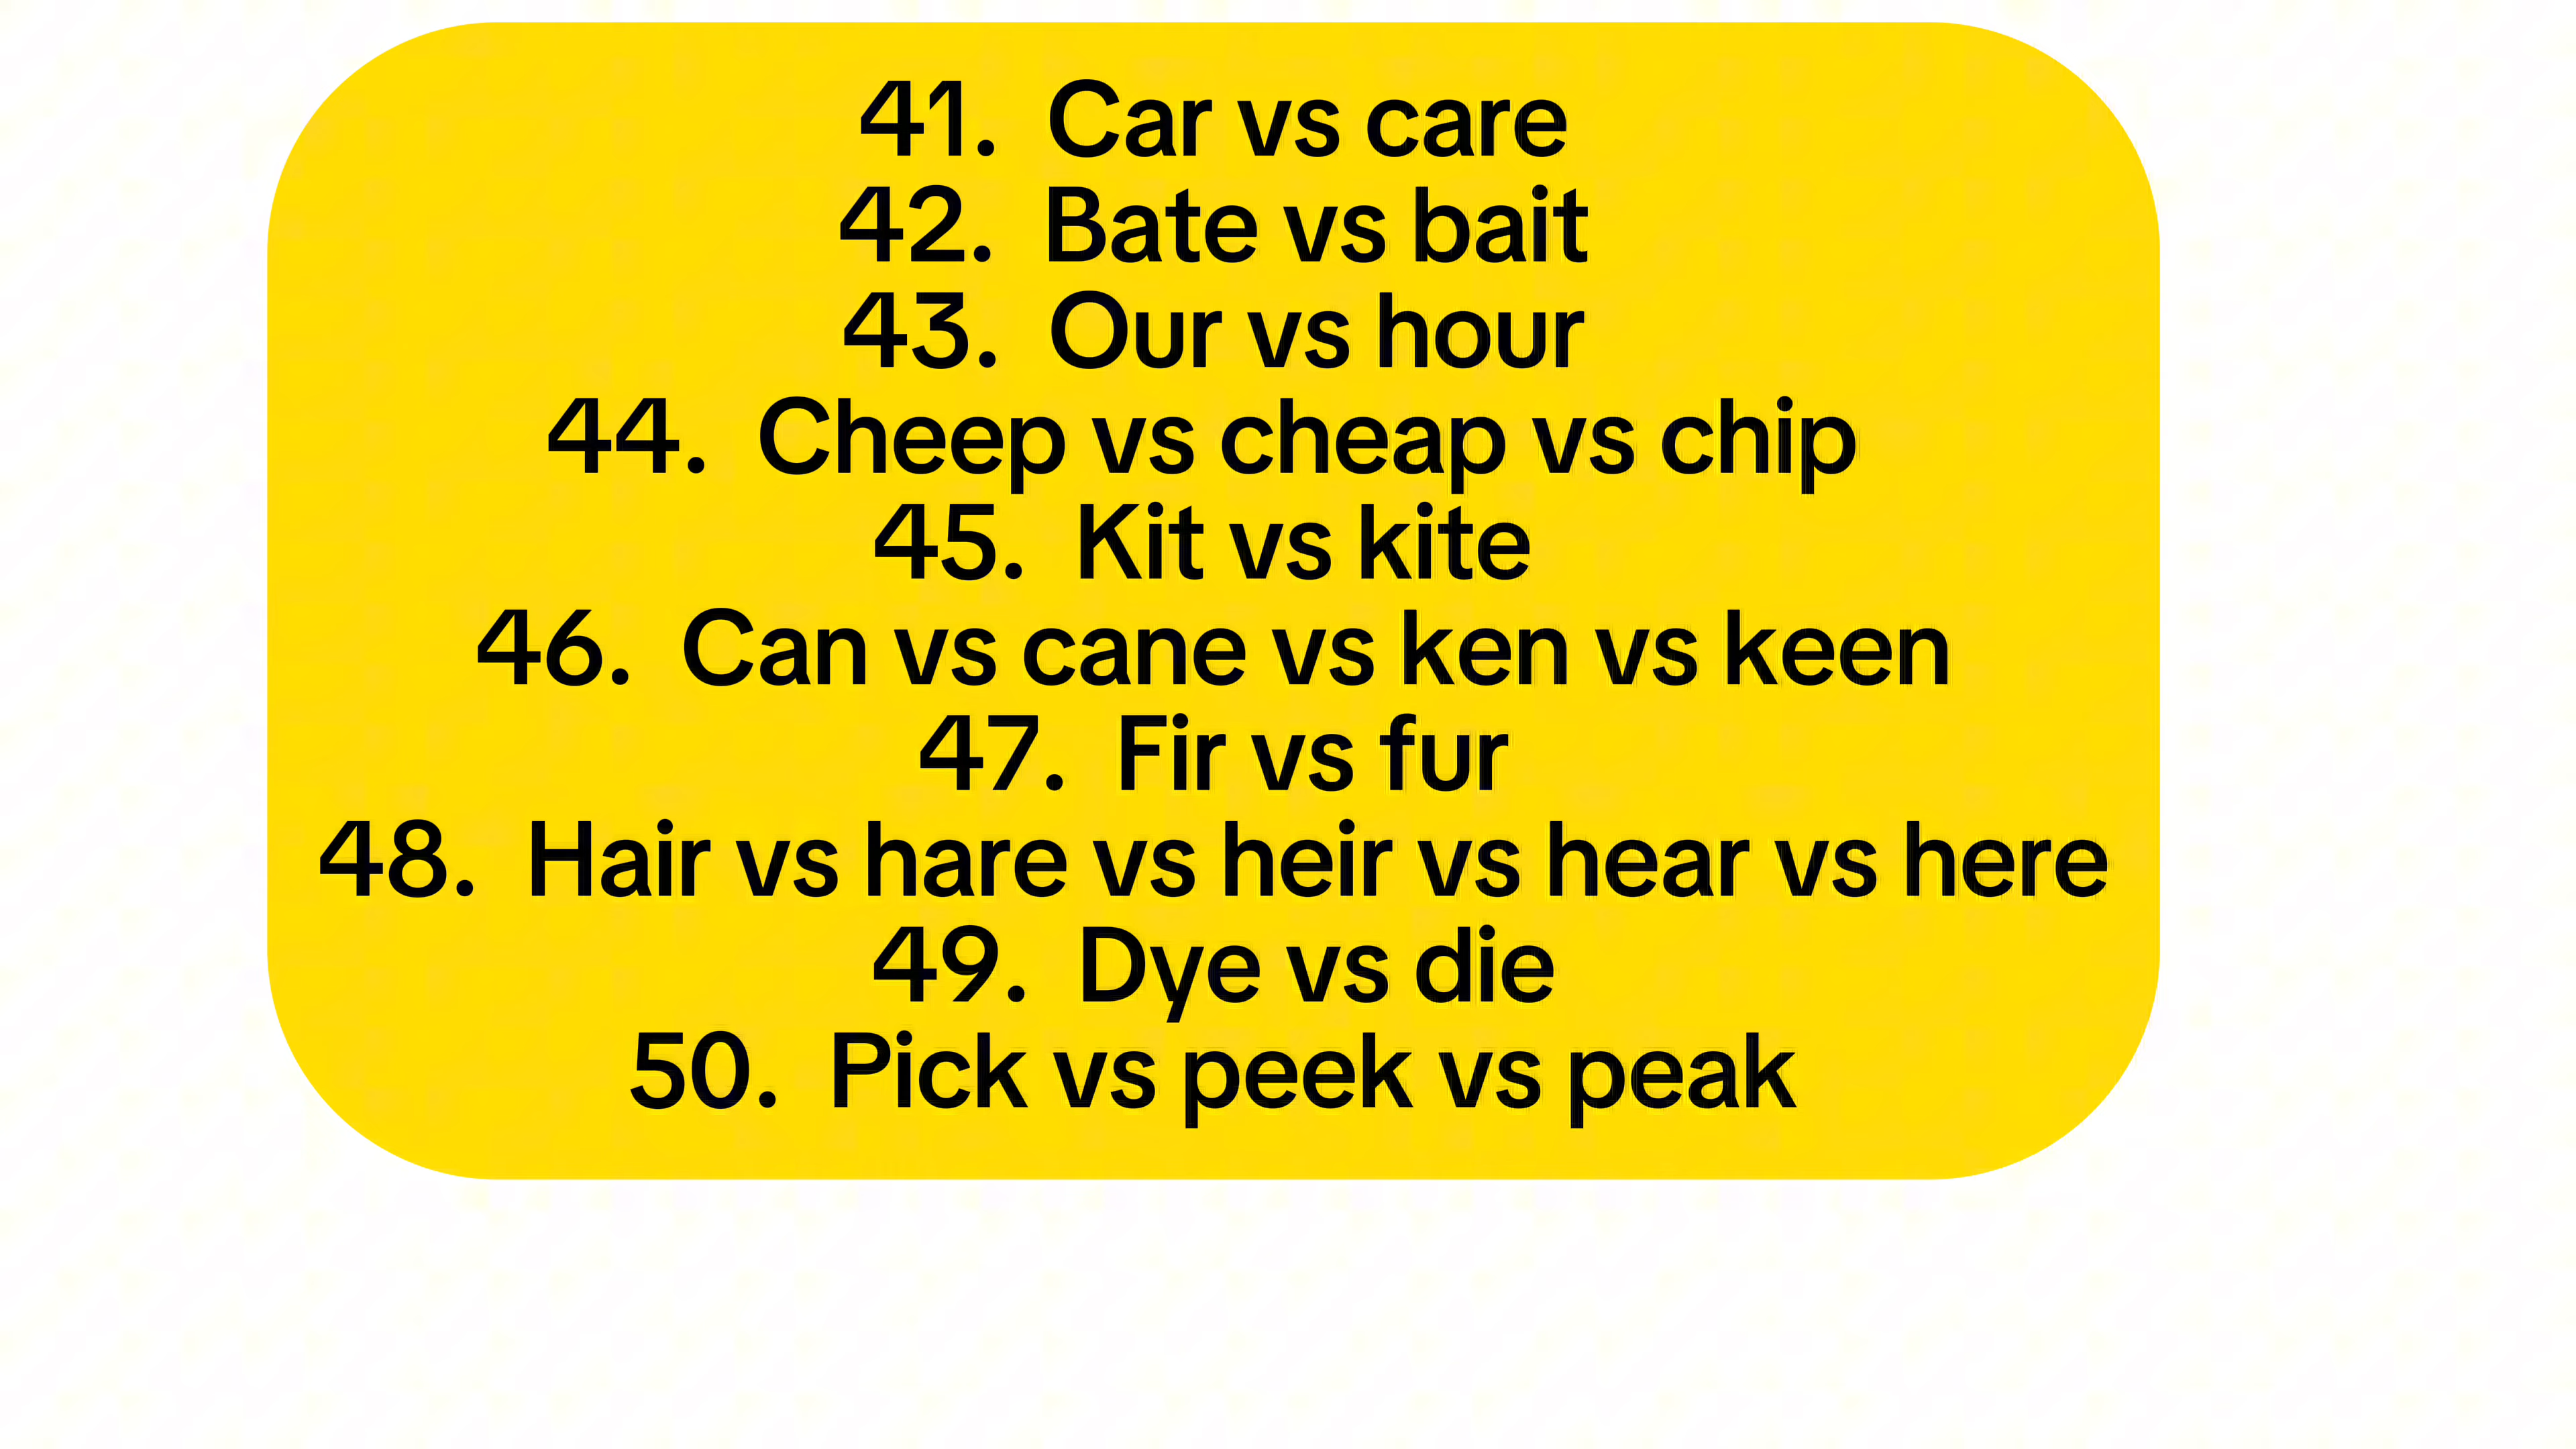 41. Car vs care
42. Bate vs bait
43. Our vs hour
44. Cheep vs cheap vs chip
45. Kit vs kite
46. Can vs cane vs ken vs keen
47. Fir vs fur
48. Hair vs hare vs heir vs hear vs here
49. Dye vs die
50. Pick vs peek vs peak